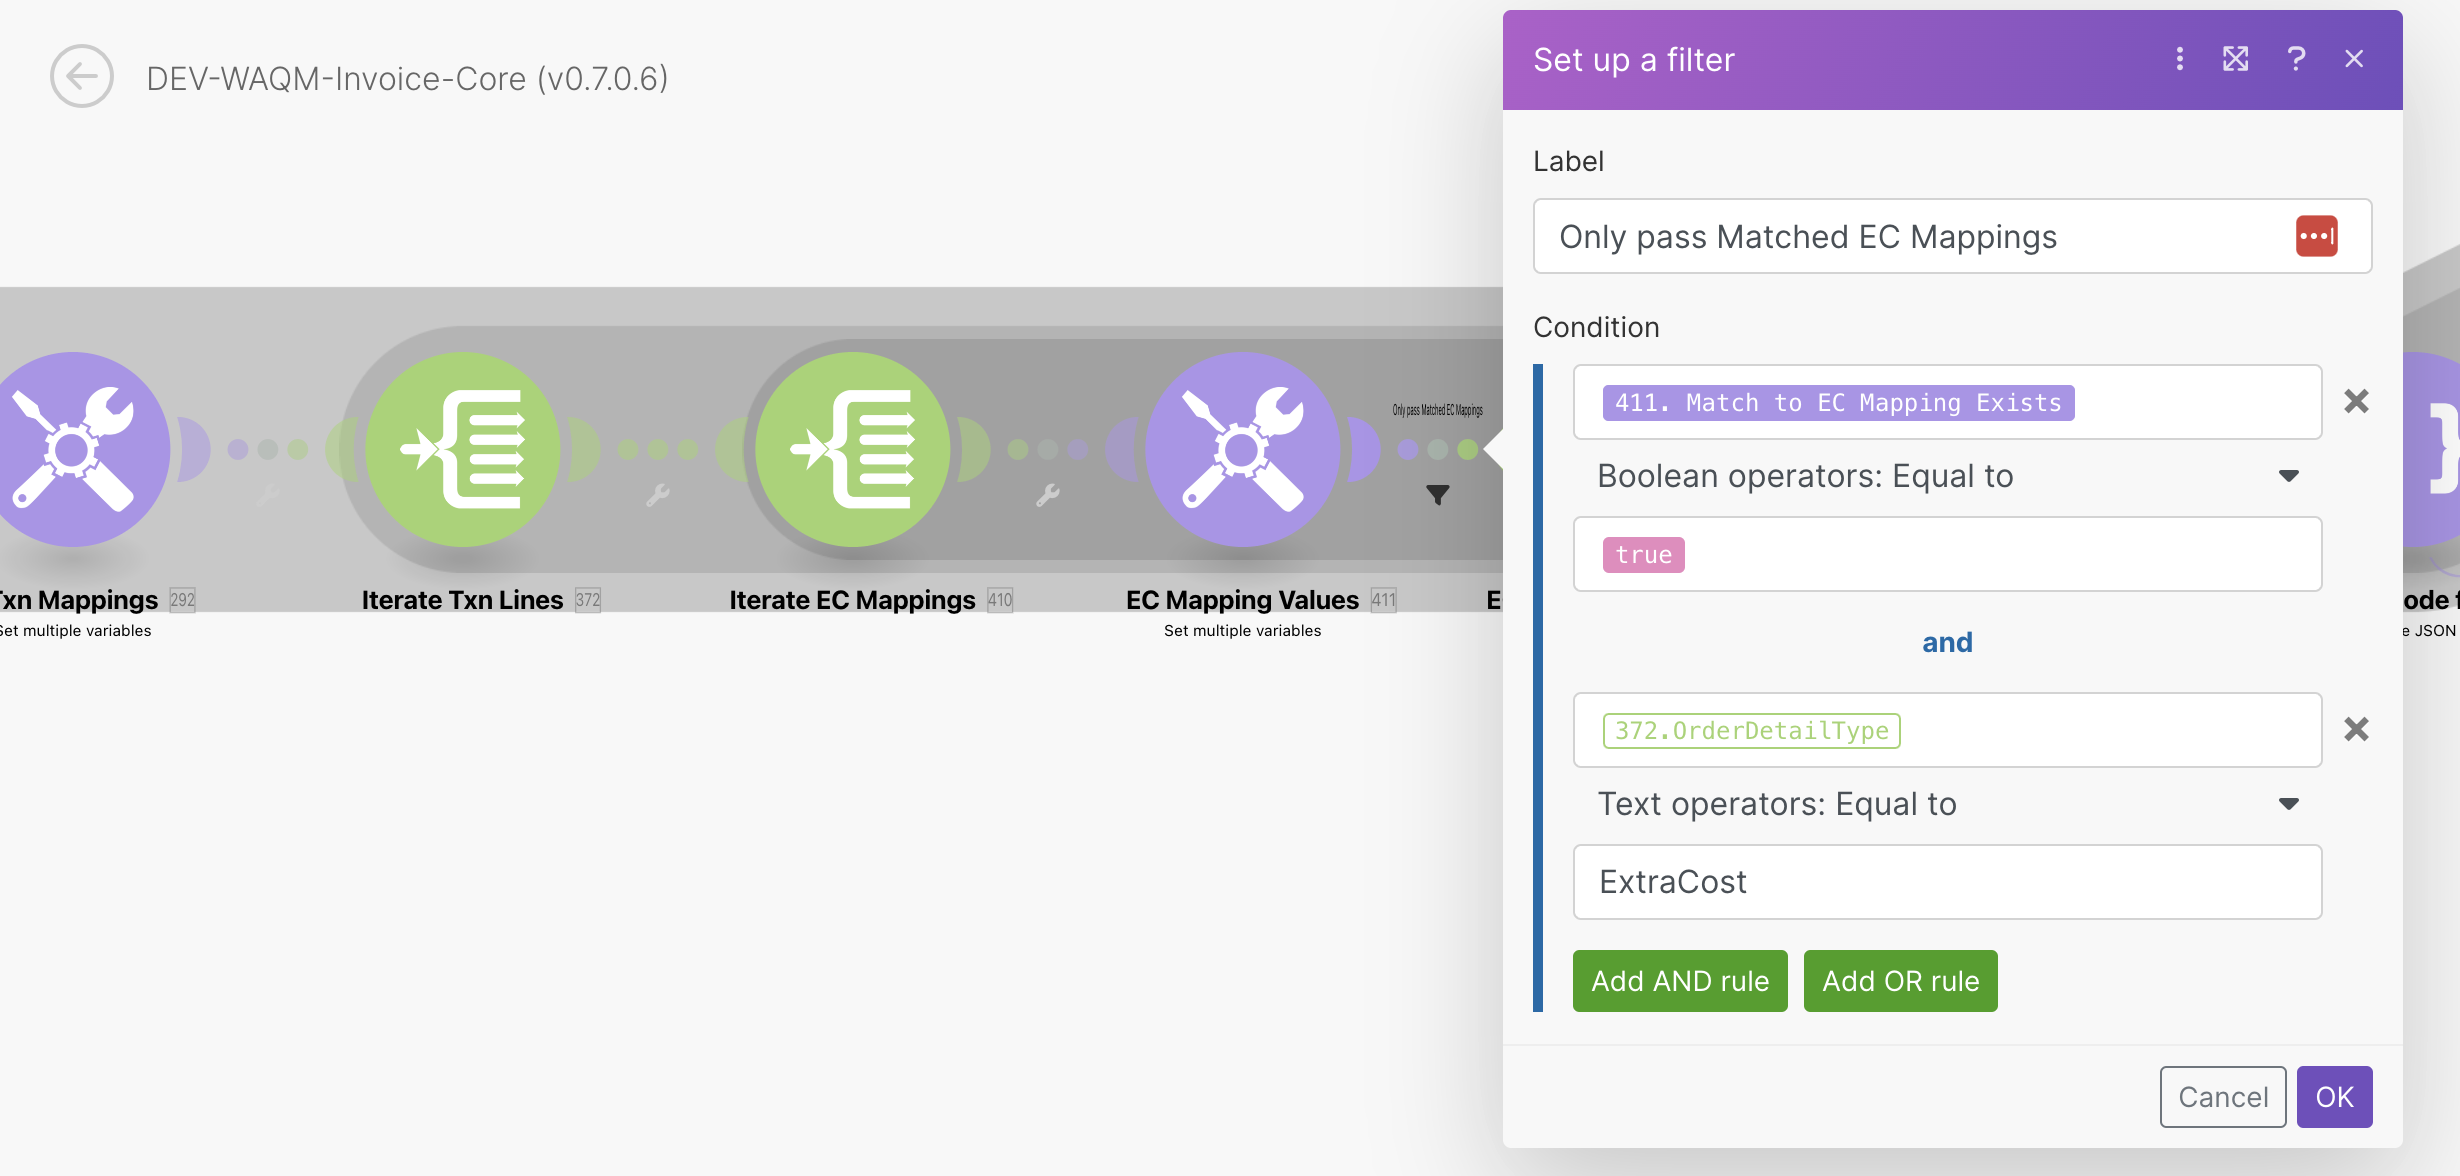 DEV-WAQM-Invoice-Core (v0.7.0.6)
Set up a filter
?
Label
Only pass Matched EC Mappings
Condition
411. Match to EC Mapping Exists
Boolean operators: Equal to
true
and
372.OrderDetailType
Text operators: Equal to
ExtraCost
Add AND rule
Add OR rule
Cancel
OK
Only pass Matched EC Mappings
Mappings 292
Set multiple variables
Iterate Txn Lines 372
Iterate EC Mappings 410
EC Mapping Values 411
Set multiple variables
JSON